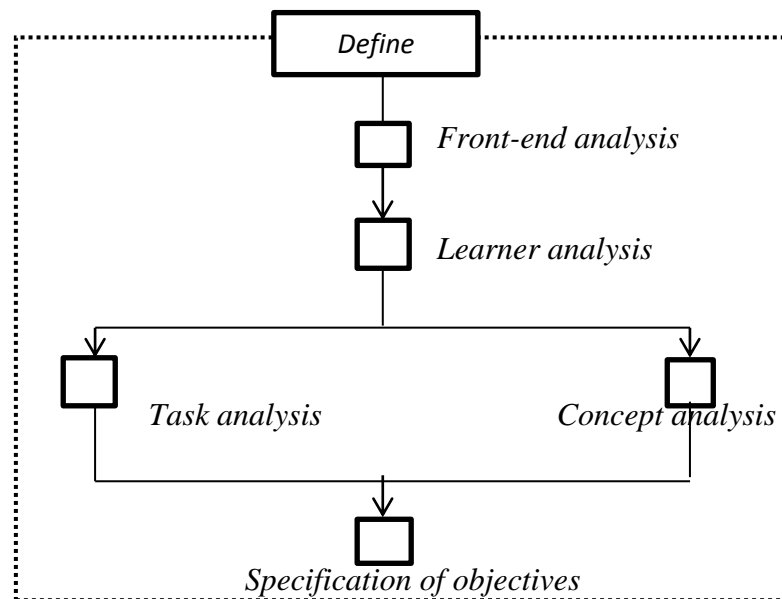 Define
Front-end analysis
Learner analysis
Task analysis
Concept analysis
Specification of objectives